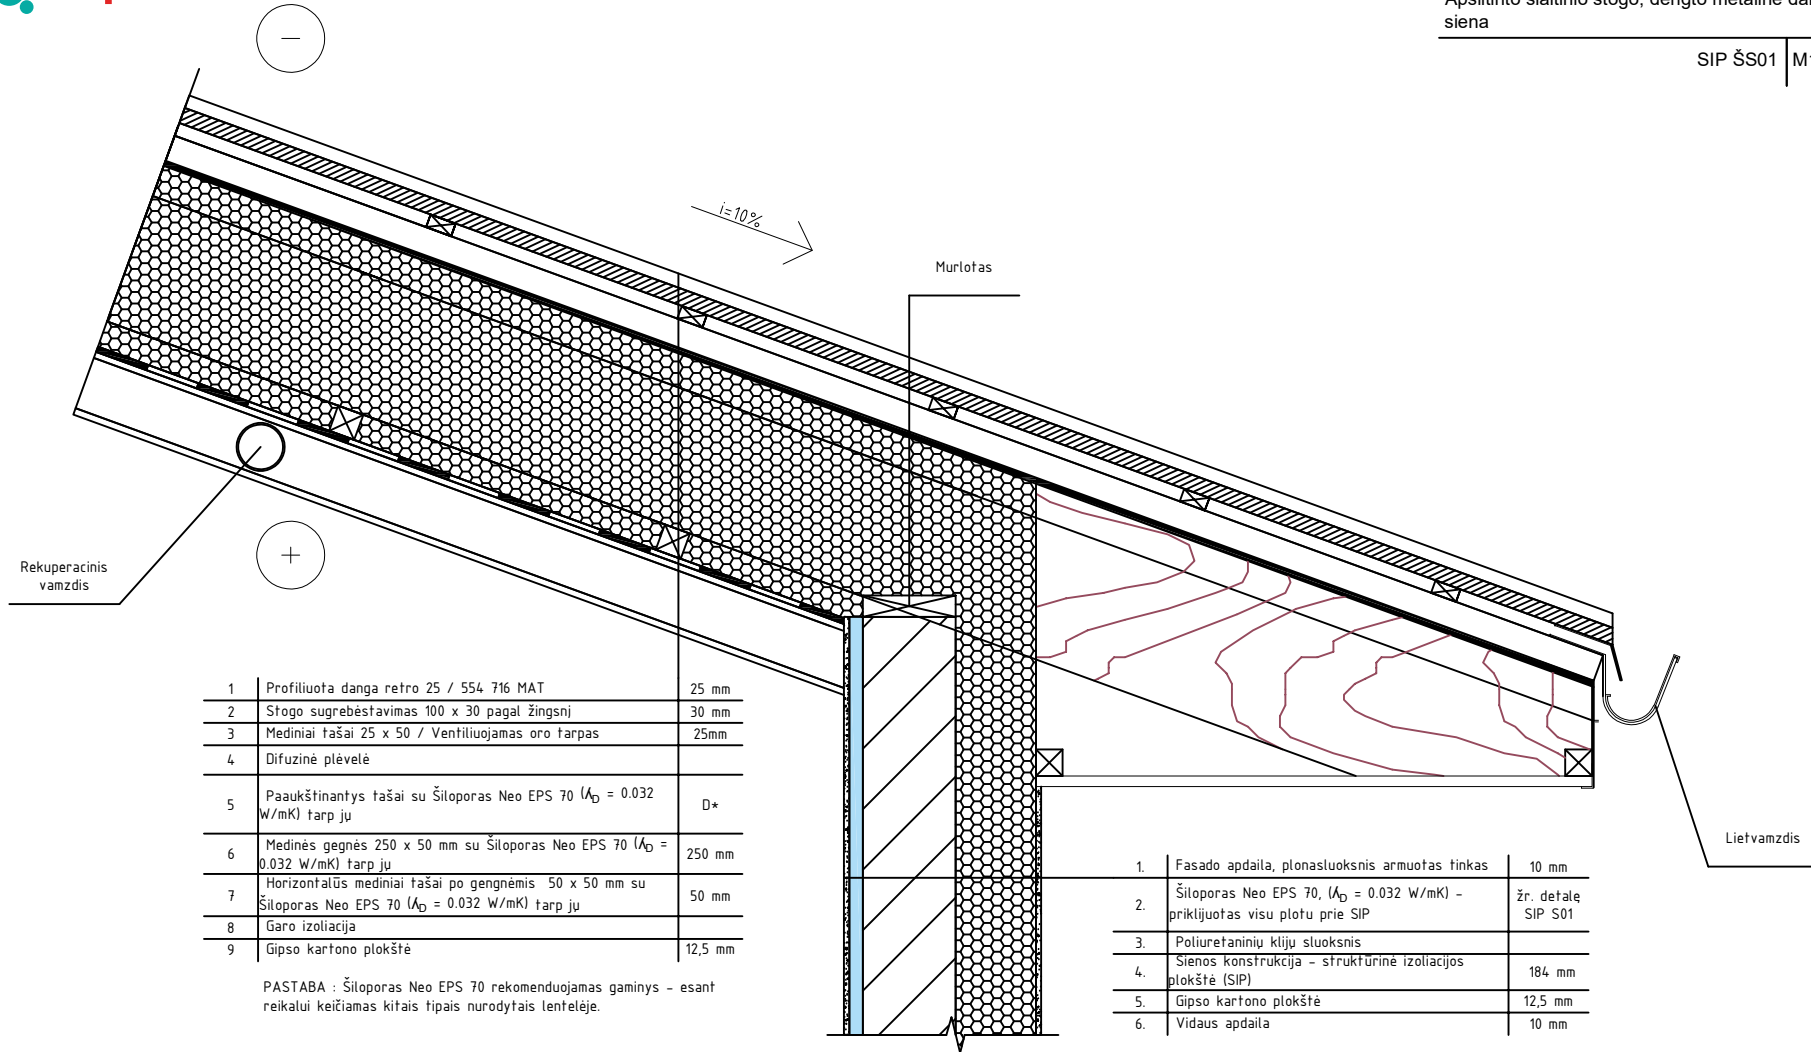 siena
SIP ŠS01
i=10%
Murlotas
Rekuperacinis
vamzdis
1 Profiliuota danga retro 25 / 554 716 MAT 25 mm
2 Stogo sugrebėstavimas 100 x 30 pagal žingsnį 30 mm
3 Mediniai tašai 25 x 50 / Ventiliuojamas oro tarpas 25mm
4 Difuzinė plėvelė
5 Paaukštinantys tašai su Šiloporas Neo EPS 70 (λD = 0.032
W/mK) tarp jų D*
6 Medinės gegnės 250 x 50 mm su Šiloporas Neo EPS 70 (λD =
0.032 W/mK) tarp jų 250 mm
7 Horizontalūs mediniai tašai po gengnėmis 50 x 50 mm su
Šiloporas Neo EPS 70 (λD = 0.032 W/mK) tarp jų 50 mm
8 Garo izoliacija
9 Gipso kartono plokštė 12,5 mm
PASTABA : Šiloporas Neo EPS 70 rekomenduojamas gaminys - esant
reikalui keičiamas kitais tipais nurodytais lentelėje.
Lietvamzdis
1. Fasado apdaila, plonasluoksnis armuotas tinkas 10 mm
2. Šiloporas Neo EPS 70, (λD = 0.032 W/mK) - žr. detalę
priklijuotas visu plotu prie SIP SIP S01
3. Poliuretaninių klijų sluoksnis
4. Sienos konstrukcija - struktūrinė izoliacijos
plokštė (SIP) 184 mm
5. Gipso kartono plokštė 12,5 mm
6. Vidaus apdaila 10 mm